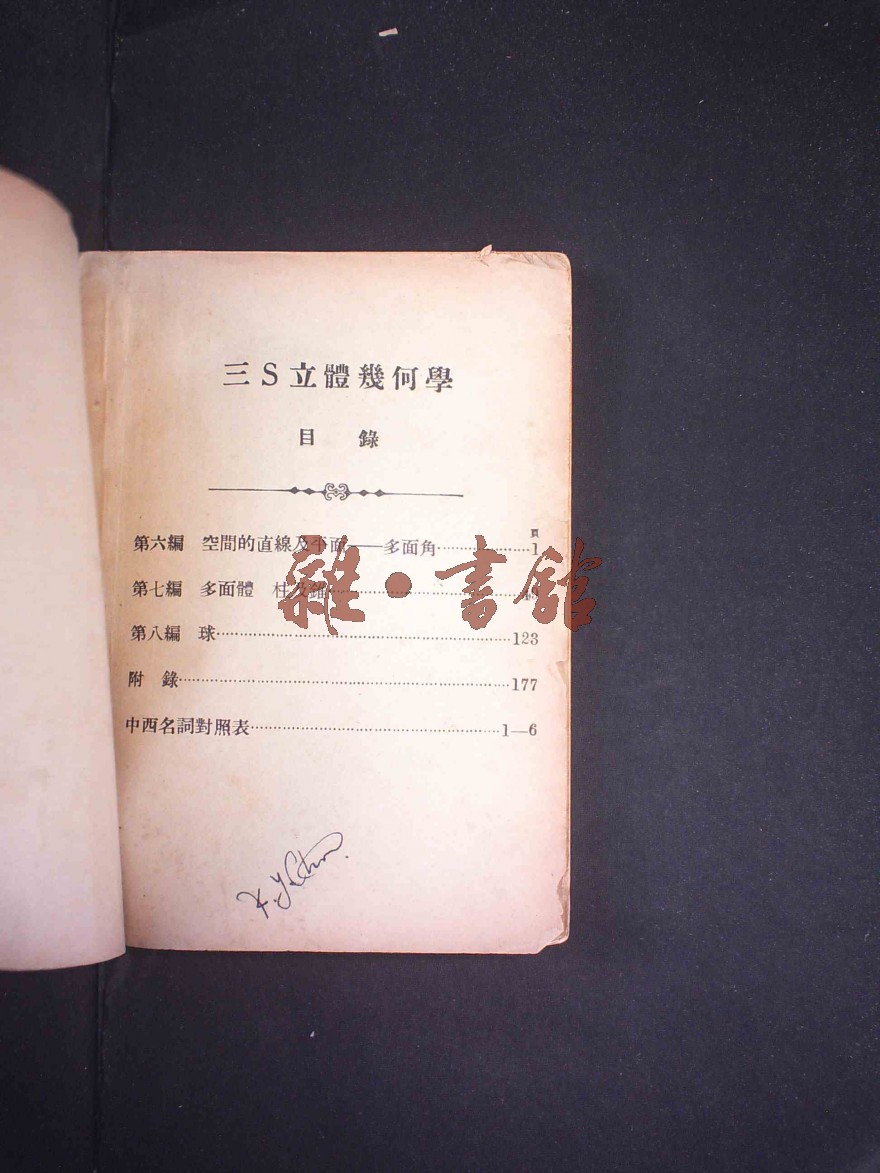 三S立體幾何學
目 錄
頁
第六編 空間的直線及平面——多面角……………1
第七編 多面體 柱及錐……………49
第八編 球……………123
附 錄……………177
中西名詞對照表……………1—6
雜·書館